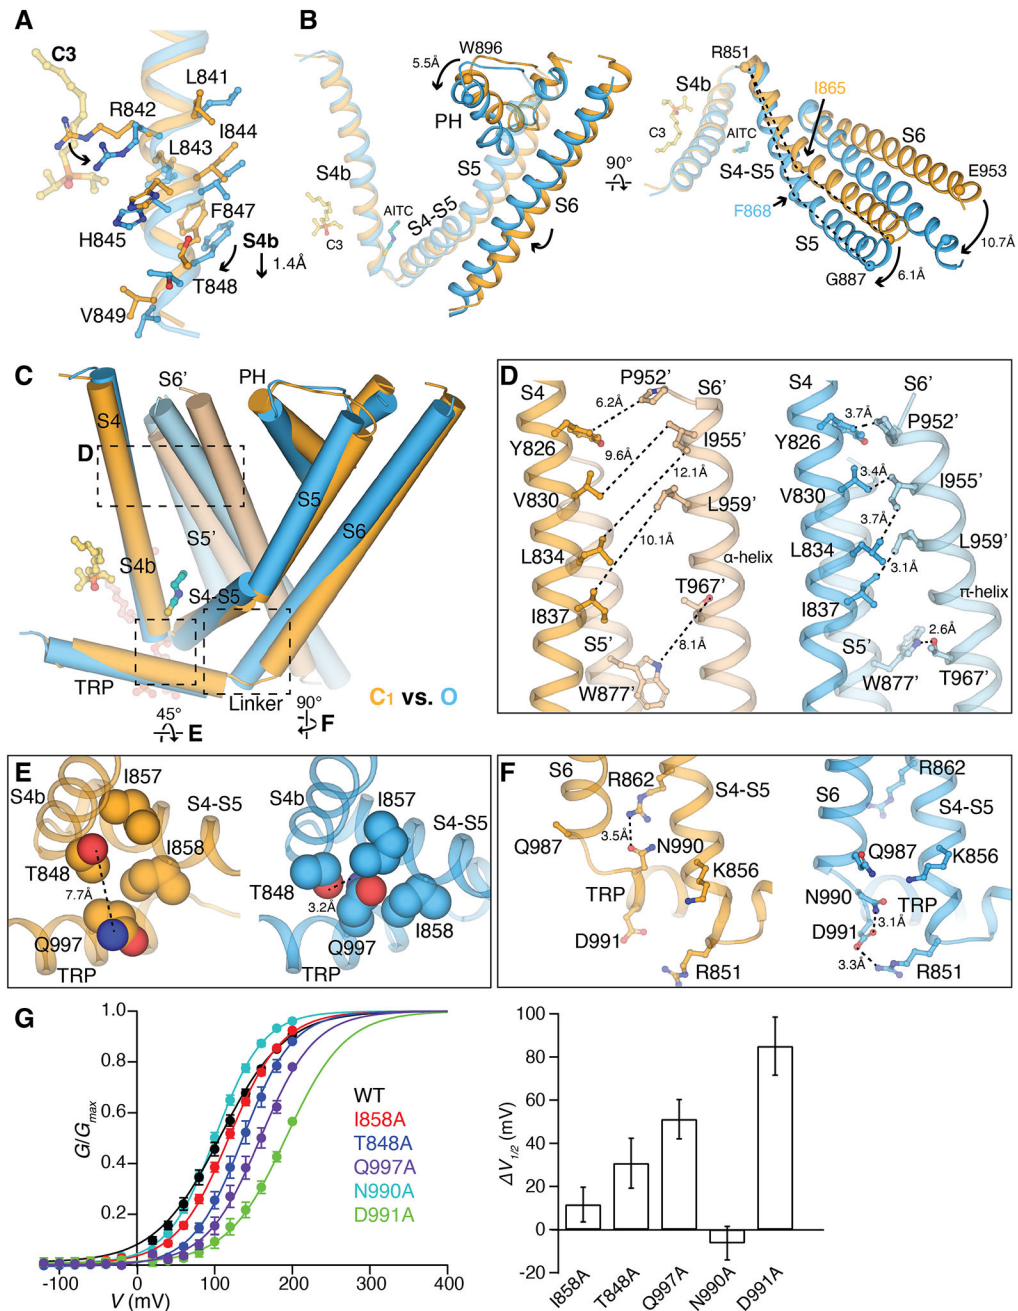 A
C3
L841
R842
I844
L843
F847
H845
S4b
1.4Å
T848
V849
B
W896
5.5Å
PH
S4b
S5
S4-S5
S6
AITC
C3
90°
R851
I865
S4b
S6
C3
AITC
S4-S5
E953
F868
S5
10.7Å
G887
6.1Å
C
S6’
PH
S4
D
S5
S6
S5’
S4b
S4-S5
TRP
Linker
C1 vs. O
45°
E
90°
F
D
S4
P952’
S6’
6.2Å
Y826
9.6Å
I955’
12.1Å
V830
L959’
L834
10.1Å
α-helix
T967’
I837
S5’
8.1Å
W877’
S4
S6’
3.7Å
P952’
Y826
3.4Å
I955’
V830
3.7Å
L834
L959’
3.1Å
π-helix
I837
S5’
2.6Å
W877’
T967’
E
I857
S4b
S4-S5
I858
T848
7.7Å
Q997
TRP
S4b
I857
S4-S5
T848
3.2Å
I858
Q997
TRP
F
S6
R862
S4-S5
3.5Å
Q987
N990
K856
TRP
D991
R851
R862
S6
S4-S5
Q987
K856
N990
TRP
3.1Å
D991
3.3Å
R851
G
1.0
0.8
0.6
0.4
0.2
G/Gmax
-100
0
100
200
300
400
V (mV)
WT
I858A
T848A
Q997A
N990A
D991A
100
80
60
40
20
0
-20
ΔV1/2 (mV)
I858A
T848A
Q997A
N990A
D991A